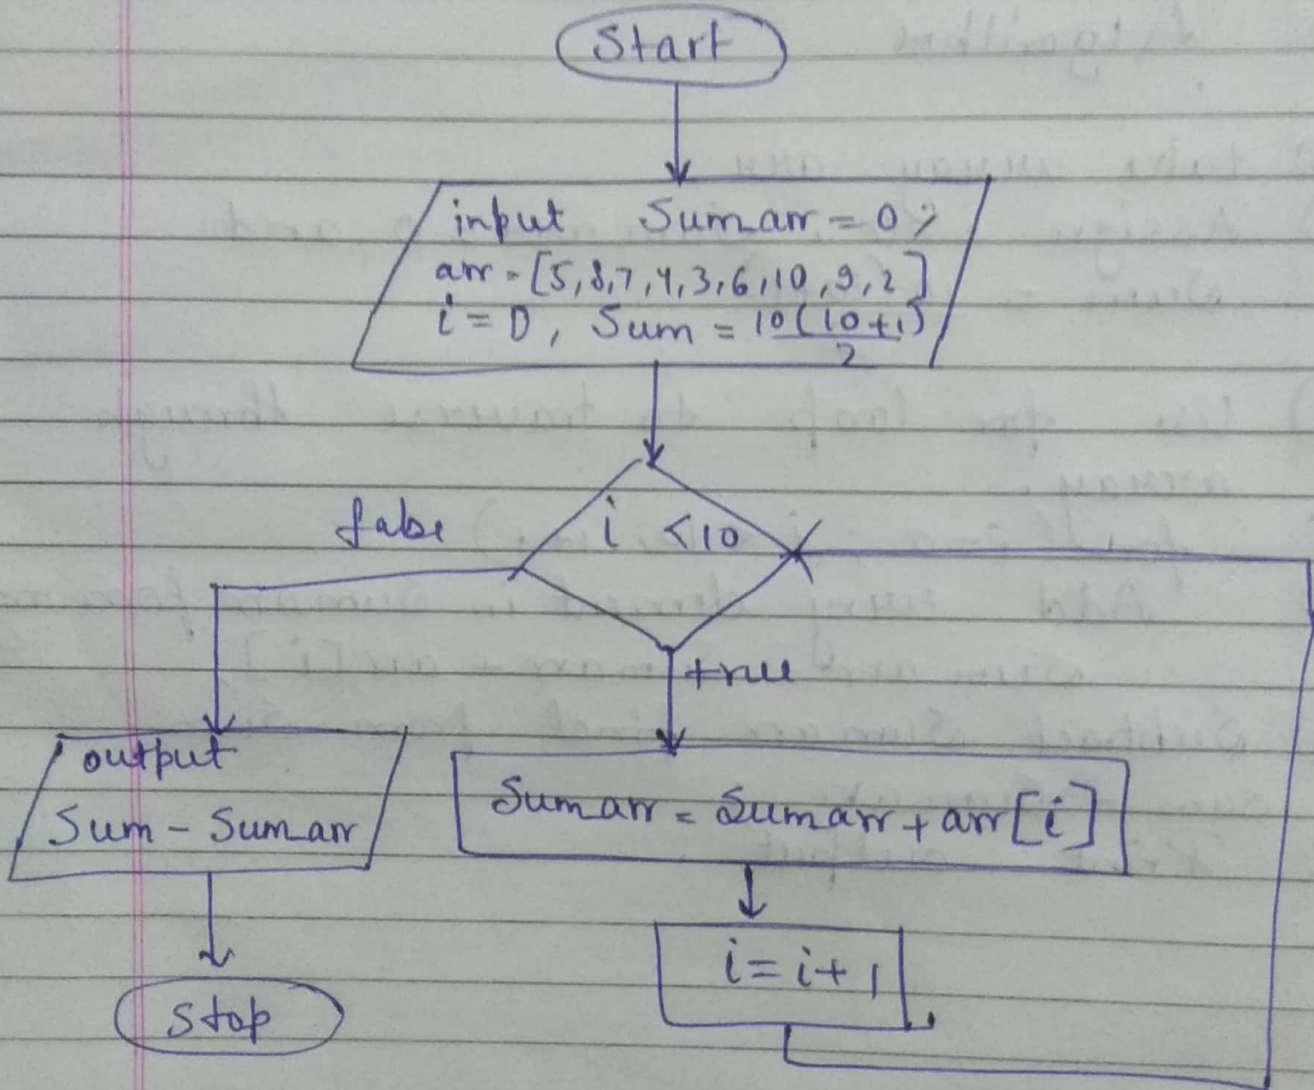 Start
input Sumarr = 0;
arr = [5,8,7,4,3,6,10,9,2]
i = 0, Sum = 10(10+1)
2
i < 10
false
true
output
Sum - Sumarr
Sumarr = Sumarr + arr[i]
i = i + 1
Stop